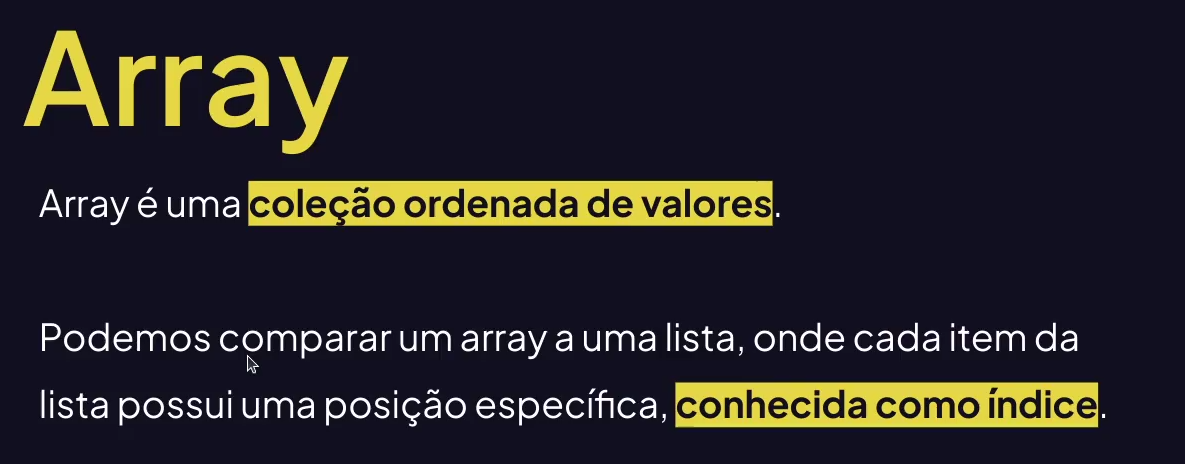 Array
Array é uma coleção ordenada de valores.
Podemos comparar um array a uma lista, onde cada item da
lista possui uma posição específica, conhecida como índice.